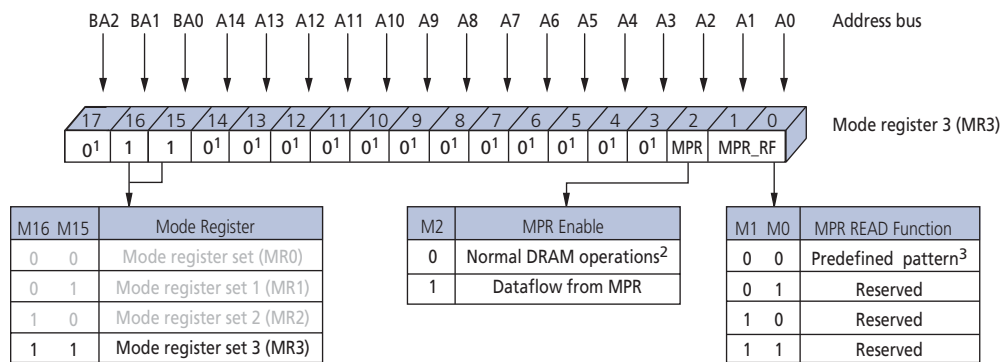 BA2 BA1 BA0 A14 A13 A12 A11 A10 A9 A8 A7 A6 A5 A4 A3 A2 A1 A0 Address bus
17 16 15 14 13 12 11 10 9 8 7 6 5 4 3 2 1 0 Mode register 3 (MR3)
0¹ 1 1 0¹ 0¹ 0¹ 0¹ 0¹ 0¹ 0¹ 0¹ 0¹ 0¹ 0¹ 0¹ MPR MPR_RF
M16 M15 Mode Register
0 0 Mode register set (MR0)
0 1 Mode register set 1 (MR1)
1 0 Mode register set 2 (MR2)
1 1 Mode register set 3 (MR3)
M2 MPR Enable
0 Normal DRAM operations²
1 Dataflow from MPR
M1 M0 MPR READ Function
0 0 Predefined pattern³
0 1 Reserved
1 0 Reserved
1 1 Reserved